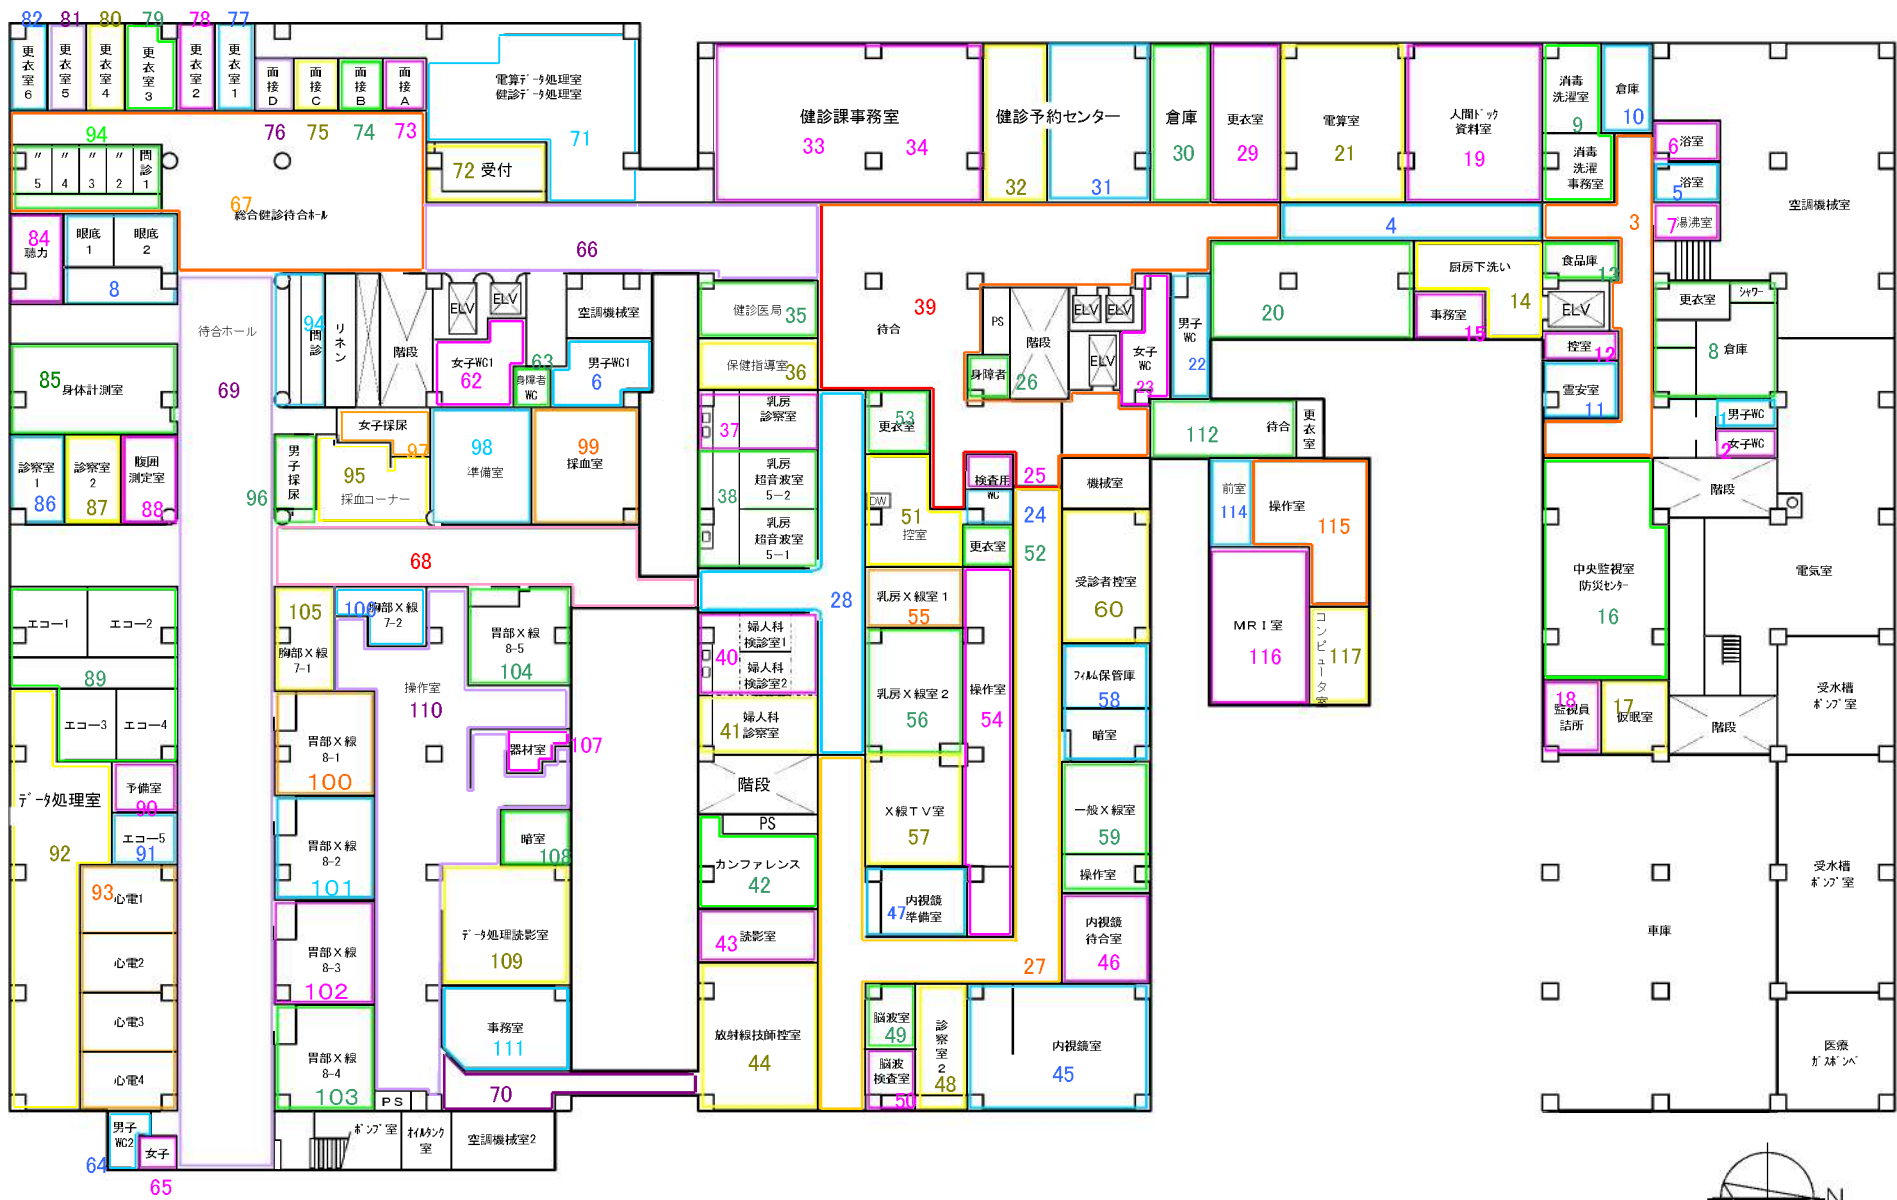 82 81 80 79 78 77
更衣室6
更衣室5
更衣室4
更衣室3
更衣室2
更衣室1
面接D
面接C
面接B
面接A
76 75 74 73
電算データ処理室
健診データ処理室
71
72 受付
94
〃5
〃4
〃3
〃2
問診1
67
総合健診待合ホール
健診課事務室
33 34
健診予約センター
32 31
倉庫
30
更衣室
29
電算室
21
人間ドック
資料室
19
消毒
洗濯室
9
倉庫
10
消毒
洗濯
事務室
6 浴室
浴室
5
7 湯沸室
空調機械室
3
4
66
84
聴力
眼底
1
眼底
2
8
待合ホール
69
94
問診
リネン
階段
ELV
ELV
空調機械室
女子WC1
62
63
身障者
WC
男子WC1
6
健診医局 35
保健指導室
36
39
待合
PS
階段
ELV
ELV
ELV
身障者
26
女子
WC
23
男子
WC
22
20
厨房下洗い
14
事務室
15
食品庫
13
ELV
控室
12
霊安室
11
更衣室
シャワー
8 倉庫
1 男子WC
2 女子WC
85
身体計測室
診察室
1
86
診察室
2
87
腹囲
測定室
88
96
男子採尿
女子採尿
97
95
採血コーナー
98
準備室
99
採血室
37
乳房
診察室
38
乳房
超音波室
5-2
乳房
超音波室
5-1
53
更衣室
DW
51
控室
検査用
WC
25
24
更衣室
52
機械室
112
待合
更衣室
前室
114
操作室
115
MRI室
116
コンピュータ室
117
階段
中央監視室
防災センター
16
電気室
68
28
乳房X線室1
55
受診者控室
60
エコー1
エコー2
89
エコー3
エコー4
105
胸部X線
7-1
胸部X線
7-2
胃部X線
8-5
104
操作室
110
40
婦人科
検診室1
婦人科
検診室2
41
婦人科
診察室
乳房X線室2
56
操作室
54
フィルム保管庫
58
暗室
18
監視員
詰所
17
仮眠室
階段
受水槽
ポンプ室
データ処理室
92
予備室
90
エコー5
91
胃部X線
8-1
100
器材室
107
階段
PS
X線TV室
57
一般X線室
59
操作室
胃部X線
8-2
101
暗室
108
カンファレンス
42
93
心電1
心電2
心電3
心電4
胃部X線
8-3
102
データ処理読影室
109
43 読影室
47
内視鏡
準備室
内視鏡
待合室
46
27
受水槽
ポンプ室
車庫
胃部X線
8-4
103
事務室
111
70
放射線技師控室
44
脳波室
49
脳波
検査室
50
診察室2
48
内視鏡室
45
医療
ガスボンベ
PS
男子
WC2
64
女子
65
ポンプ室
オイルタンク
室
空調機械室2
N